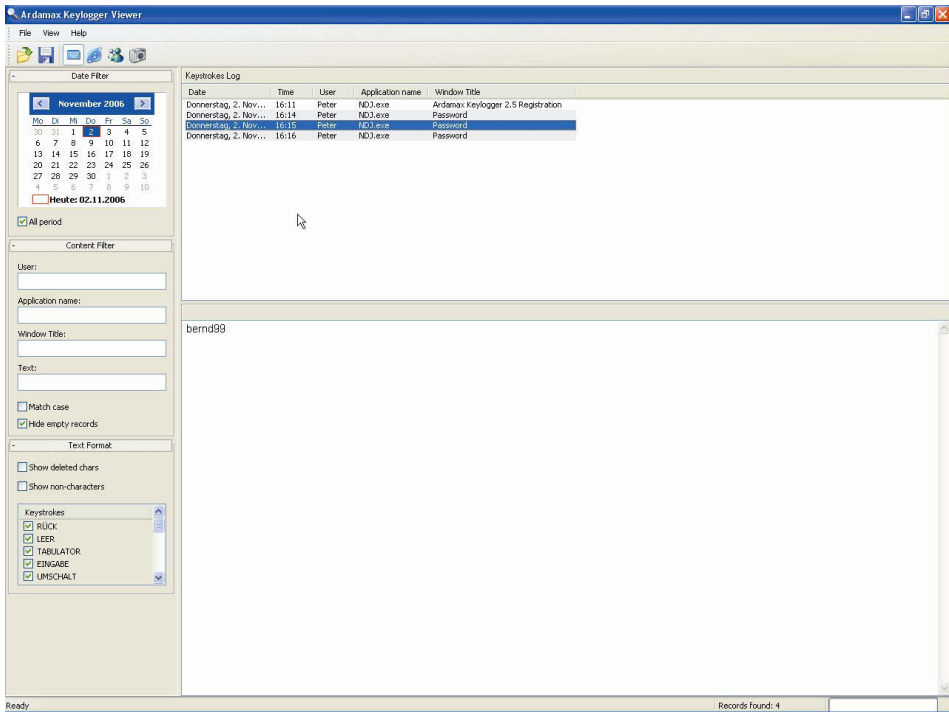 Ardamax Keylogger Viewer
File View Help
Date Filter
November 2006
Mo Di Mi Do Fr Sa So
30 31 1 2 3 4 5
6 7 8 9 10 11 12
13 14 15 16 17 18 19
20 21 22 23 24 25 26
27 28 29 30 1 2 3
4 5 6 7 8 9 10
Heute: 02.11.2006
All period
Content Filter
User:
Application name:
Window Title:
Text:
Match case
Hide empty records
Text Format
Show deleted chars
Show non-characters
Keystrokes
RÜCK
LEER
TABULATOR
EINGABE
UMSCHALT
Keystrokes Log
Date Time User Application name Window Title
Donnerstag, 2. Nov... 16:11 Peter NDJ.exe Ardamax Keylogger 2.5 Registration
Donnerstag, 2. Nov... 16:14 Peter NDJ.exe Password
Donnerstag, 2. Nov... 16:15 Peter NDJ.exe Password
Donnerstag, 2. Nov... 16:16 Peter NDJ.exe Password
bernd99
Ready
Records found: 4